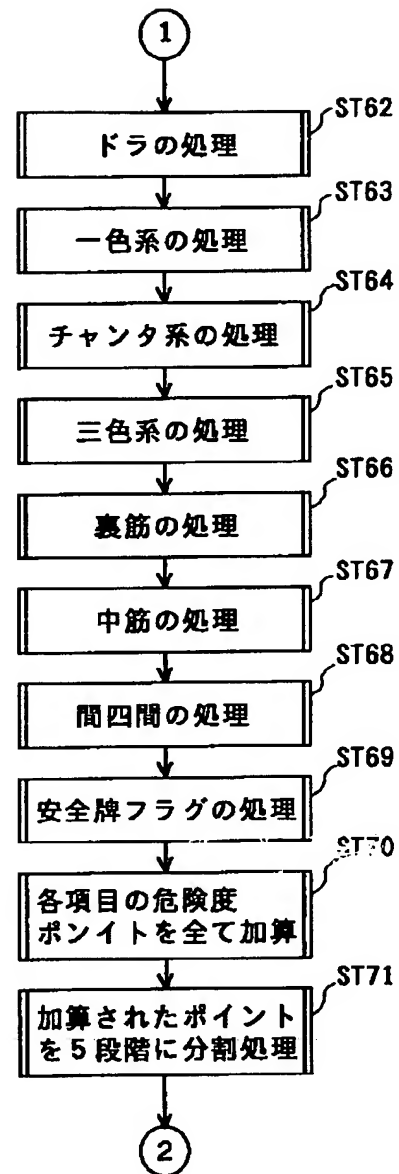 1
ST62
ドラの処理
ST63
一色系の処理
ST64
チャンタ系の処理
ST65
三色系の処理
ST66
裏筋の処理
ST67
中筋の処理
ST68
間四間の処理
ST69
安全牌フラグの処理
ST70
各項目の危険度
ポンイトを全て加算
ST71
加算されたポイント
を5段階に分割処理
2